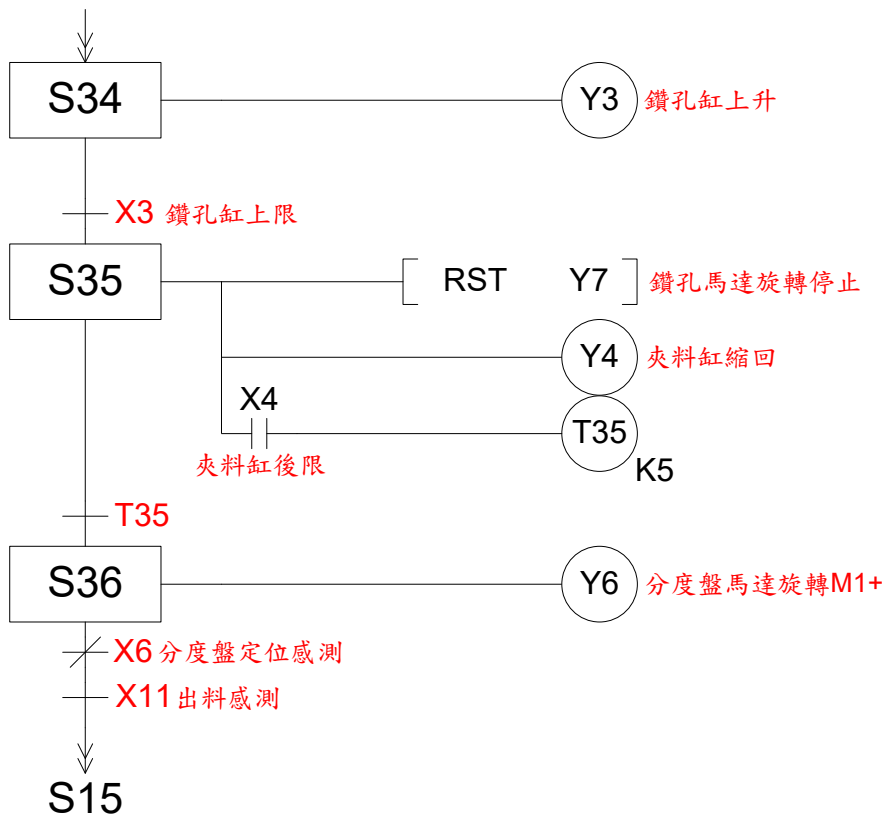 S34
Y3 鑽孔缸上升
X3 鑽孔缸上限
S35
RST Y7 鑽孔馬達旋轉停止
Y4 夾料缸縮回
X4
T35
夾料缸後限
K5
T35
S36
Y6 分度盤馬達旋轉M1+
X6 分度盤定位感測
X11 出料感測
S15